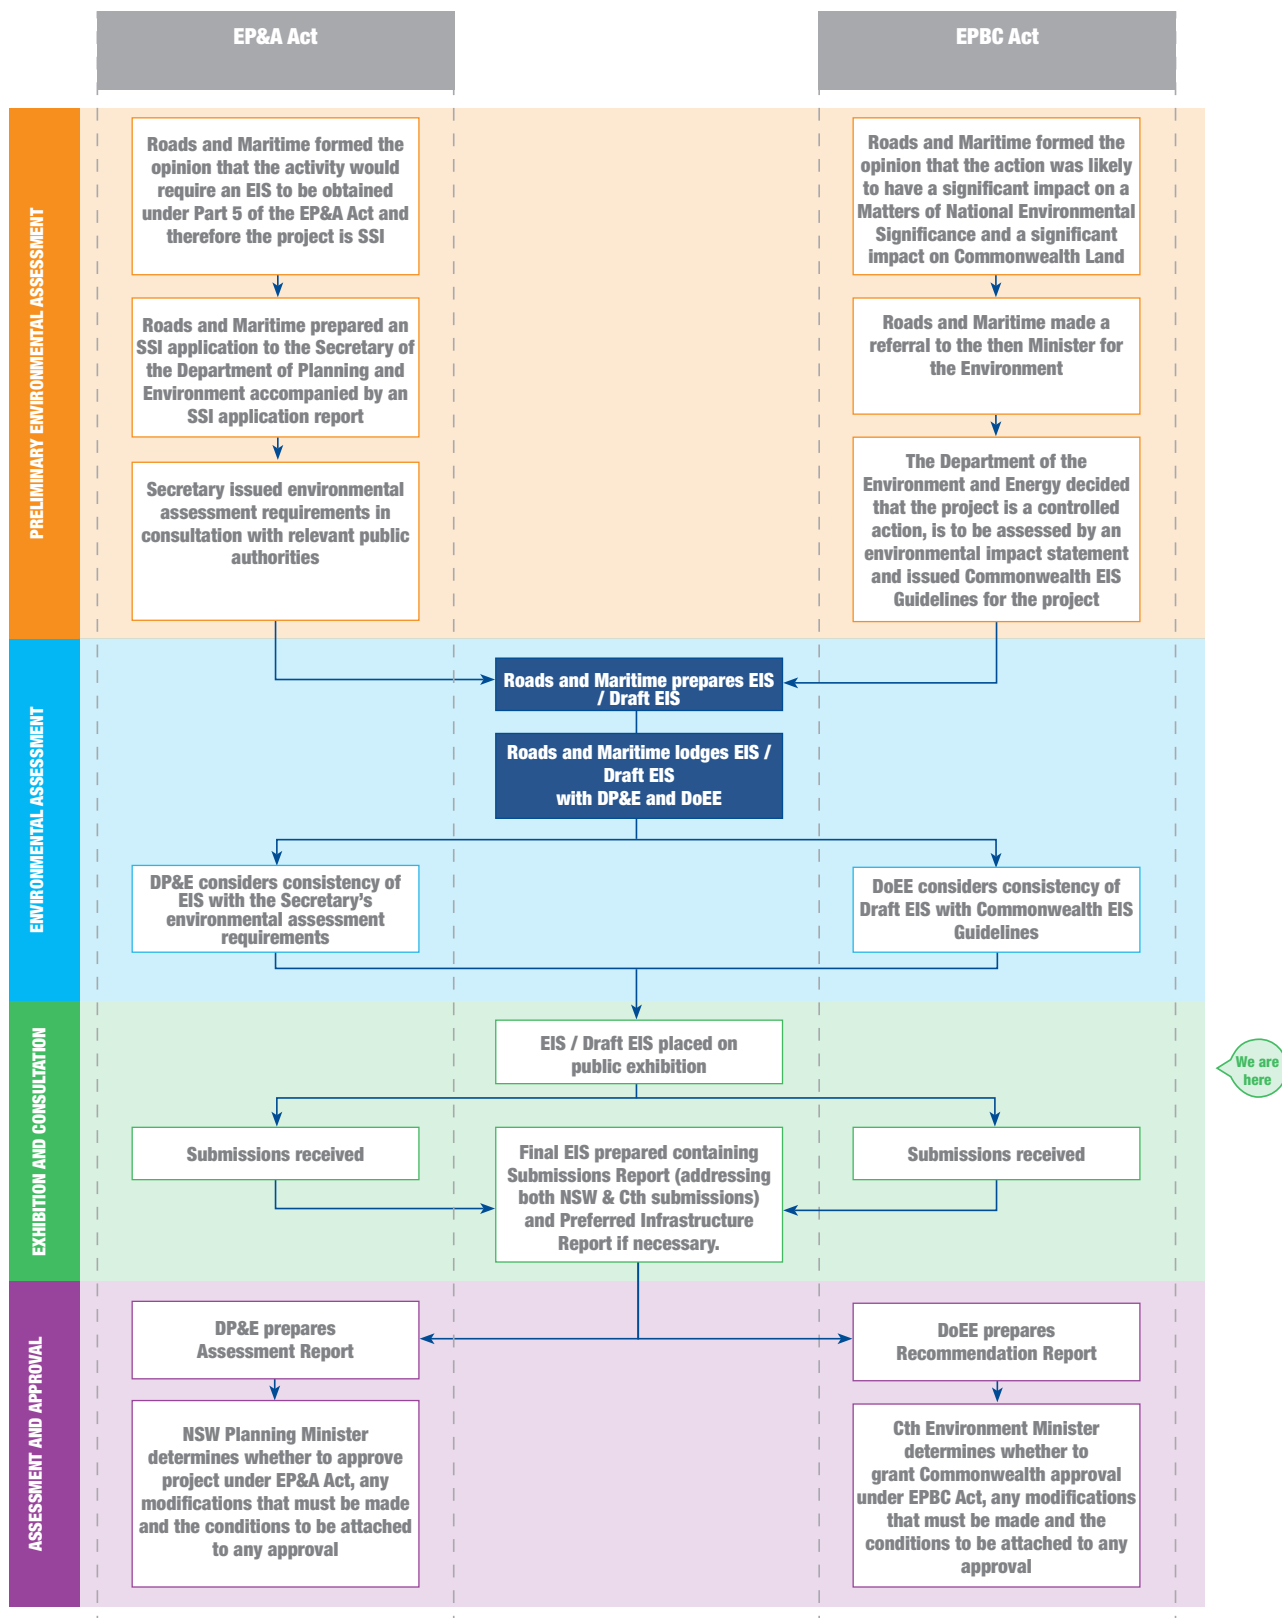 EP&A Act
EPBC Act
PRELIMINARY ENVIRONMENTAL ASSESSMENT
Roads and Maritime formed the
opinion that the activity would
require an EIS to be obtained
under Part 5 of the EP&A Act and
therefore the project is SSI
Roads and Maritime formed the
opinion that the action was likely
to have a significant impact on a
Matters of National Environmental
Significance and a significant
impact on Commonwealth Land
Roads and Maritime prepared an
SSI application to the Secretary of
the Department of Planning and
Environment accompanied by an
SSI application report
Roads and Maritime made a
referral to the then Minister for
the Environment
Secretary issued environmental
assessment requirements in
consultation with relevant public
authorities
The Department of the
Environment and Energy decided
that the project is a controlled
action, is to be assessed by an
environmental impact statement
and issued Commonwealth EIS
Guidelines for the project
ENVIRONMENTAL ASSESSMENT
Roads and Maritime prepares EIS
/ Draft EIS
Roads and Maritime lodges EIS /
Draft EIS
with DP&E and DoEE
DP&E considers consistency of
EIS with the Secretary’s
environmental assessment
requirements
DoEE considers consistency of
Draft EIS with Commonwealth EIS
Guidelines
EXHIBITION AND CONSULTATION
EIS / Draft EIS placed on
public exhibition
We are
here
Submissions received
Final EIS prepared containing
Submissions Report (addressing
both NSW & Cth submissions)
and Preferred Infrastructure
Report if necessary.
Submissions received
ASSESSMENT AND APPROVAL
DP&E prepares
Assessment Report
DoEE prepares
Recommendation Report
NSW Planning Minister
determines whether to approve
project under EP&A Act, any
modifications that must be made
and the conditions to be attached
to any approval
Cth Environment Minister
determines whether to
grant Commonwealth approval
under EPBC Act, any modifications
that must be made and the
conditions to be attached to any
approval